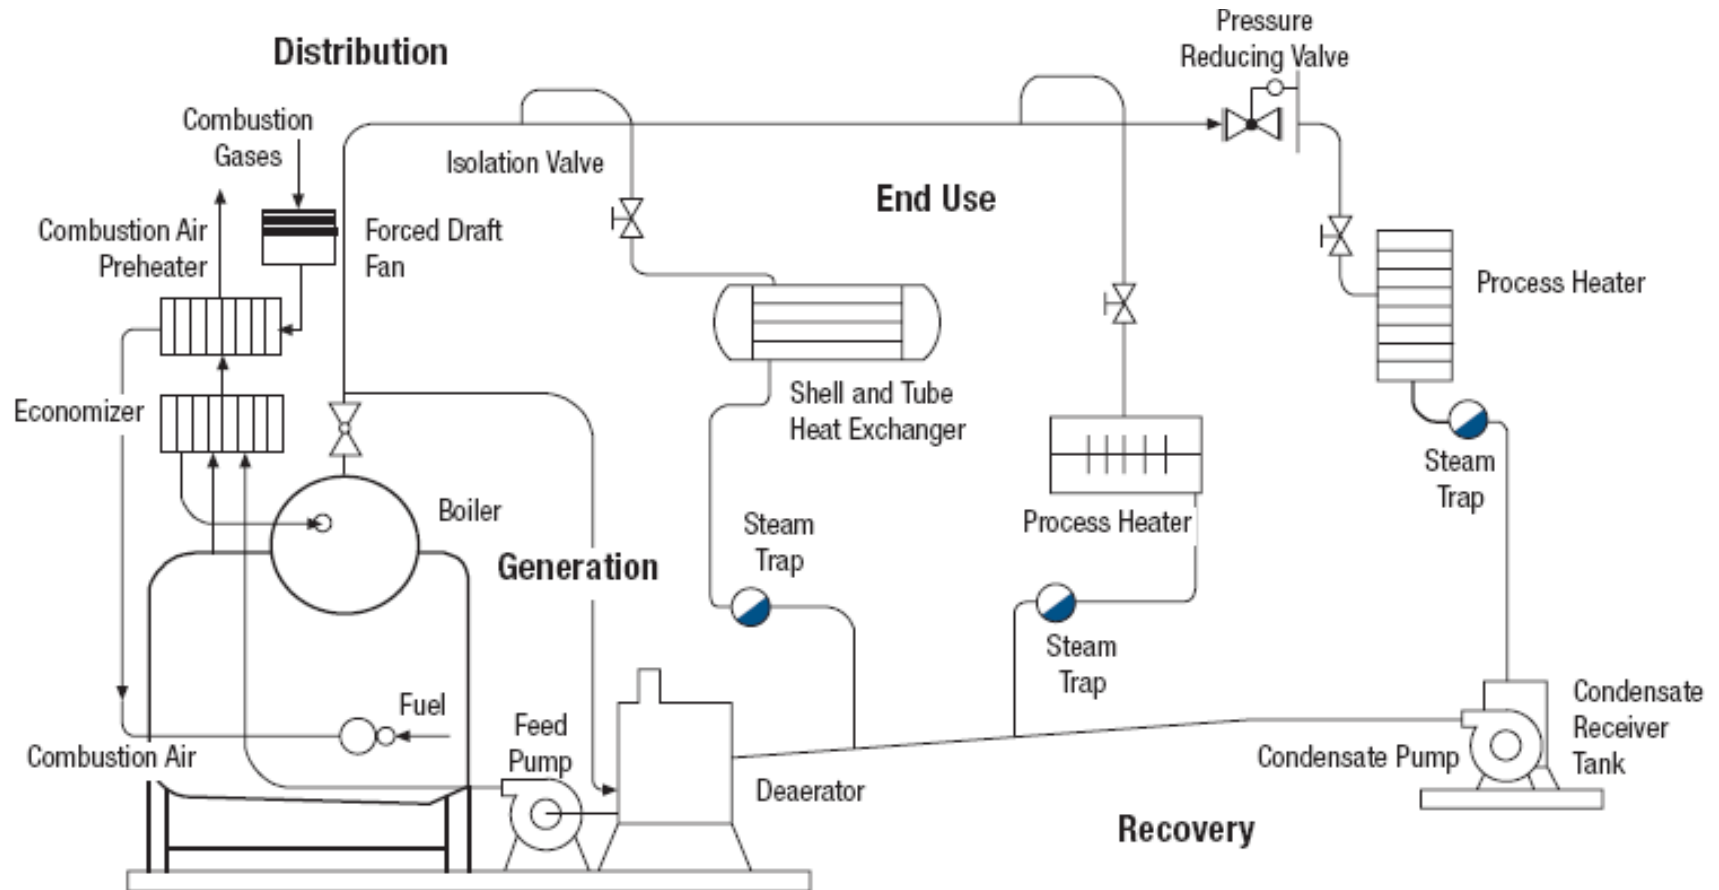 Distribution
Pressure
Reducing Valve
Combustion
Gases
Isolation Valve
End Use
Combustion Air
Preheater
Forced Draft
Fan
Process Heater
Economizer
Shell and Tube
Heat Exchanger
Steam
Trap
Boiler
Steam
Trap
Process Heater
Generation
Steam
Trap
Fuel
Feed
Pump
Condensate
Receiver
Tank
Combustion Air
Condensate Pump
Deaerator
Recovery